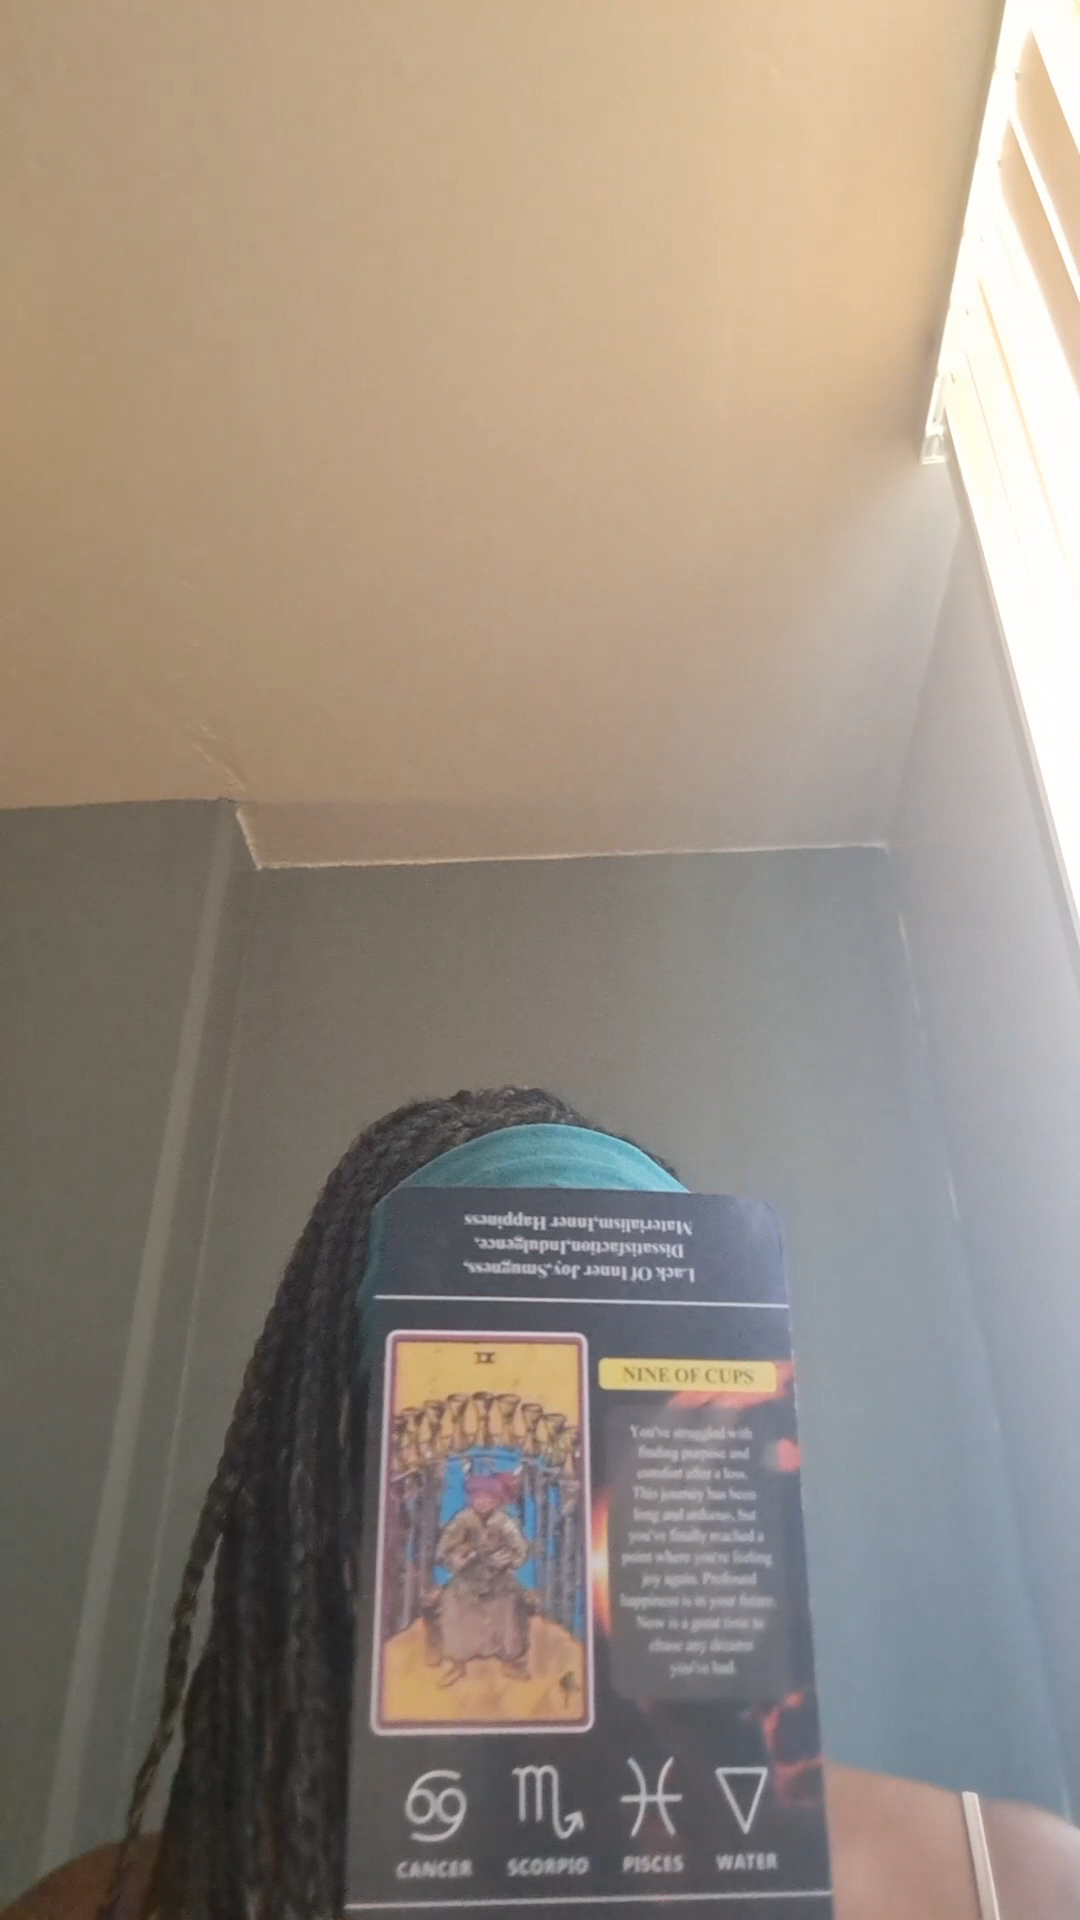 Lack Of Inner Joy,Smugness,
Dissatisfaction,Indulgence,
Materialism,Inner Happiness
IX
NINE OF CUPS
You've struggled with
finding purpose and
comfort after a loss.
This journey has been
long and arduous, but
you've finally reached a
point where you're feeling
joy again. Profound
happiness is in your future.
Now is a great time to
chase any dreams
you've had.
CANCER SCORPIO PISCES WATER